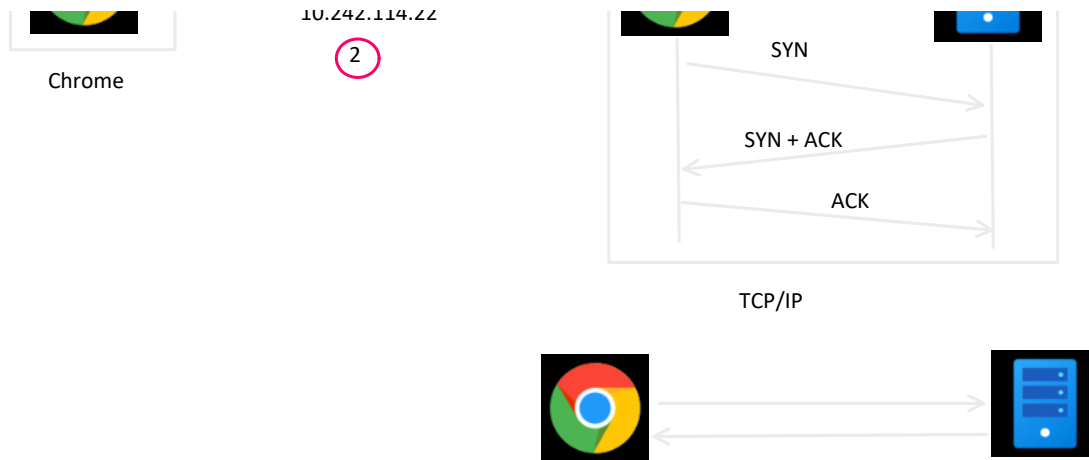 10.242.114.22
2
Chrome
SYN
SYN + ACK
ACK
TCP/IP